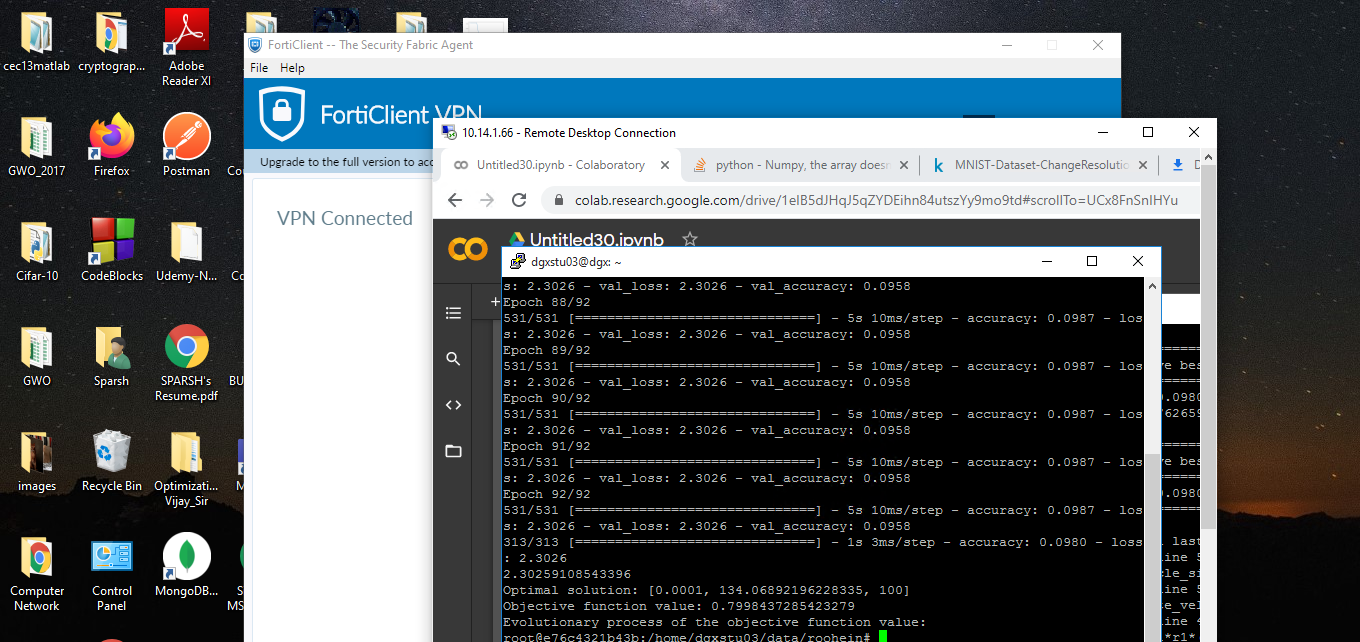 cec13matlab
cryptograp...
Adobe
Reader XI
GWO_2017
Firefox
Postman
Cifar-10
CodeBlocks
Udemy-N...
GWO
Sparsh
SPARSH's
Resume.pdf
images
Recycle Bin
Optimizati...
Vijay_Sir
Computer
Network
Control
Panel
MongoDB...
FortiClient -- The Security Fabric Agent
File Help
FortiClient VPN
Upgrade to the full version to acc
VPN Connected
10.14.1.66 - Remote Desktop Connection
Untitled30.ipynb - Colaboratory
python - Numpy, the array doesn
MNIST-Dataset-ChangeResolutio
colab.research.google.com/drive/1eIB5dJHqJ5qZYDEihn84utszYy9mo9td#scrollTo=UCx8FnSnIHYu
Untitled30.ipynb
dgxstu03@dgx: ~
s: 2.3026 - val_loss: 2.3026 - val_accuracy: 0.0958
Epoch 88/92
531/531 [==============================] - 5s 10ms/step - accuracy: 0.0987 - los
s: 2.3026 - val_loss: 2.3026 - val_accuracy: 0.0958
Epoch 89/92
531/531 [==============================] - 5s 10ms/step - accuracy: 0.0987 - los
s: 2.3026 - val_loss: 2.3026 - val_accuracy: 0.0958
Epoch 90/92
531/531 [==============================] - 5s 10ms/step - accuracy: 0.0987 - los
s: 2.3026 - val_loss: 2.3026 - val_accuracy: 0.0958
Epoch 91/92
531/531 [==============================] - 5s 10ms/step - accuracy: 0.0987 - los
s: 2.3026 - val_loss: 2.3026 - val_accuracy: 0.0958
Epoch 92/92
531/531 [==============================] - 5s 10ms/step - accuracy: 0.0987 - los
s: 2.3026 - val_loss: 2.3026 - val_accuracy: 0.0958
313/313 [==============================] - 1s 3ms/step - accuracy: 0.0980 - loss
: 2.3026
2.30259108543396
Optimal solution: [0.0001, 134.06892196228335, 100]
Objective function value: 0.7998437285423279
Evolutionary process of the objective function value:
root@e76c4321b43b:/home/dgxstu03/data/roohein#